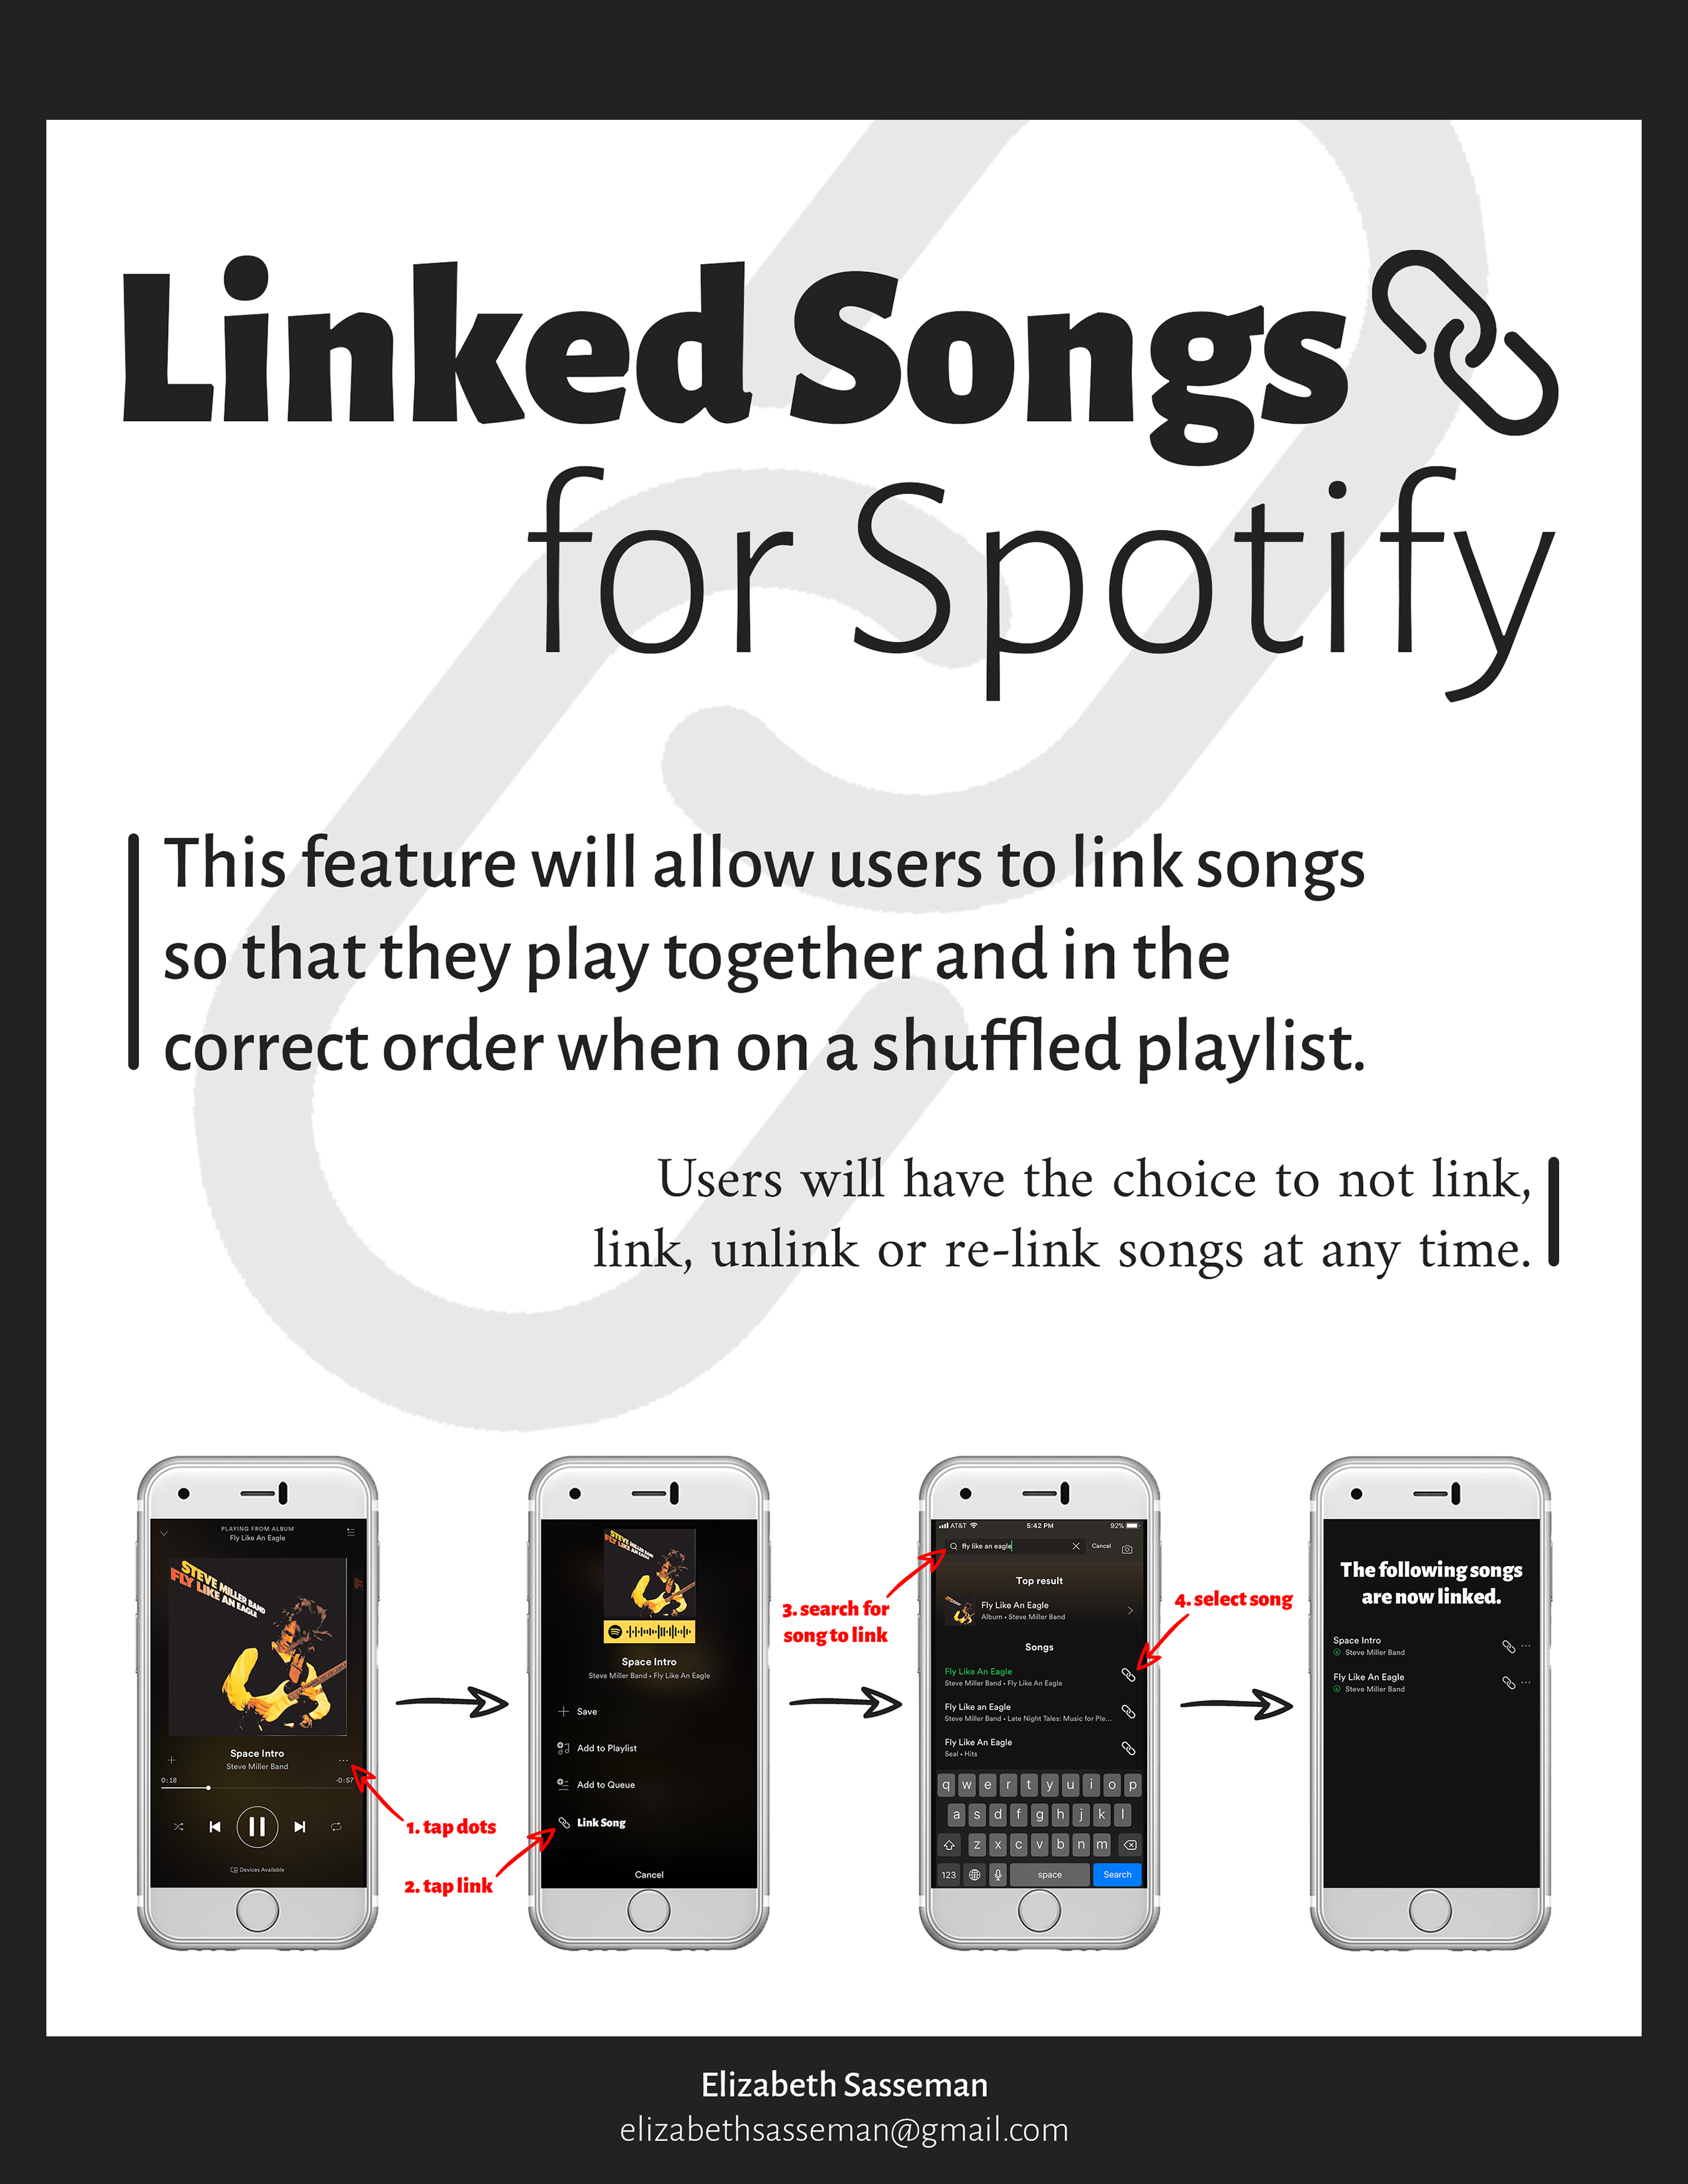 Linked Songs
for Spotify
This feature will allow users to link songs
so that they play together and in the
correct order when on a shuffled playlist.
Users will have the choice to not link,
link, unlink or re-link songs at any time.
PLAYING FROM ALBUM
Fly Like An Eagle
STEVE MILLER BAND
FLY LIKE AN EAGLE
Space Intro
Steve Miller Band
0:18
-0:57
Devices Available
1. tap dots
2. tap link
STEVE MILLER BAND
FLY LIKE AN EAGLE
Space Intro
Steve Miller Band • Fly Like An Eagle
Save
Add to Playlist
Add to Queue
Link Song
Cancel
3. search for
song to link
AT&T 5:42 PM 92%
fly like an eagle Cancel
Top result
Fly Like An Eagle
Album • Steve Miller Band
Songs
Fly Like An Eagle
Steve Miller Band • Fly Like An Eagle
Fly Like an Eagle
Steve Miller Band • Late Night Tales: Music for Ple...
Fly Like An Eagle
Seal • Hits
q w e r t y u i o p
a s d f g h j k l
z x c v b n m
123 space Search
4. select song
The following songs
are now linked.
Space Intro
Steve Miller Band
Fly Like An Eagle
Steve Miller Band
Elizabeth Sasseman
elizabethsasseman@gmail.com